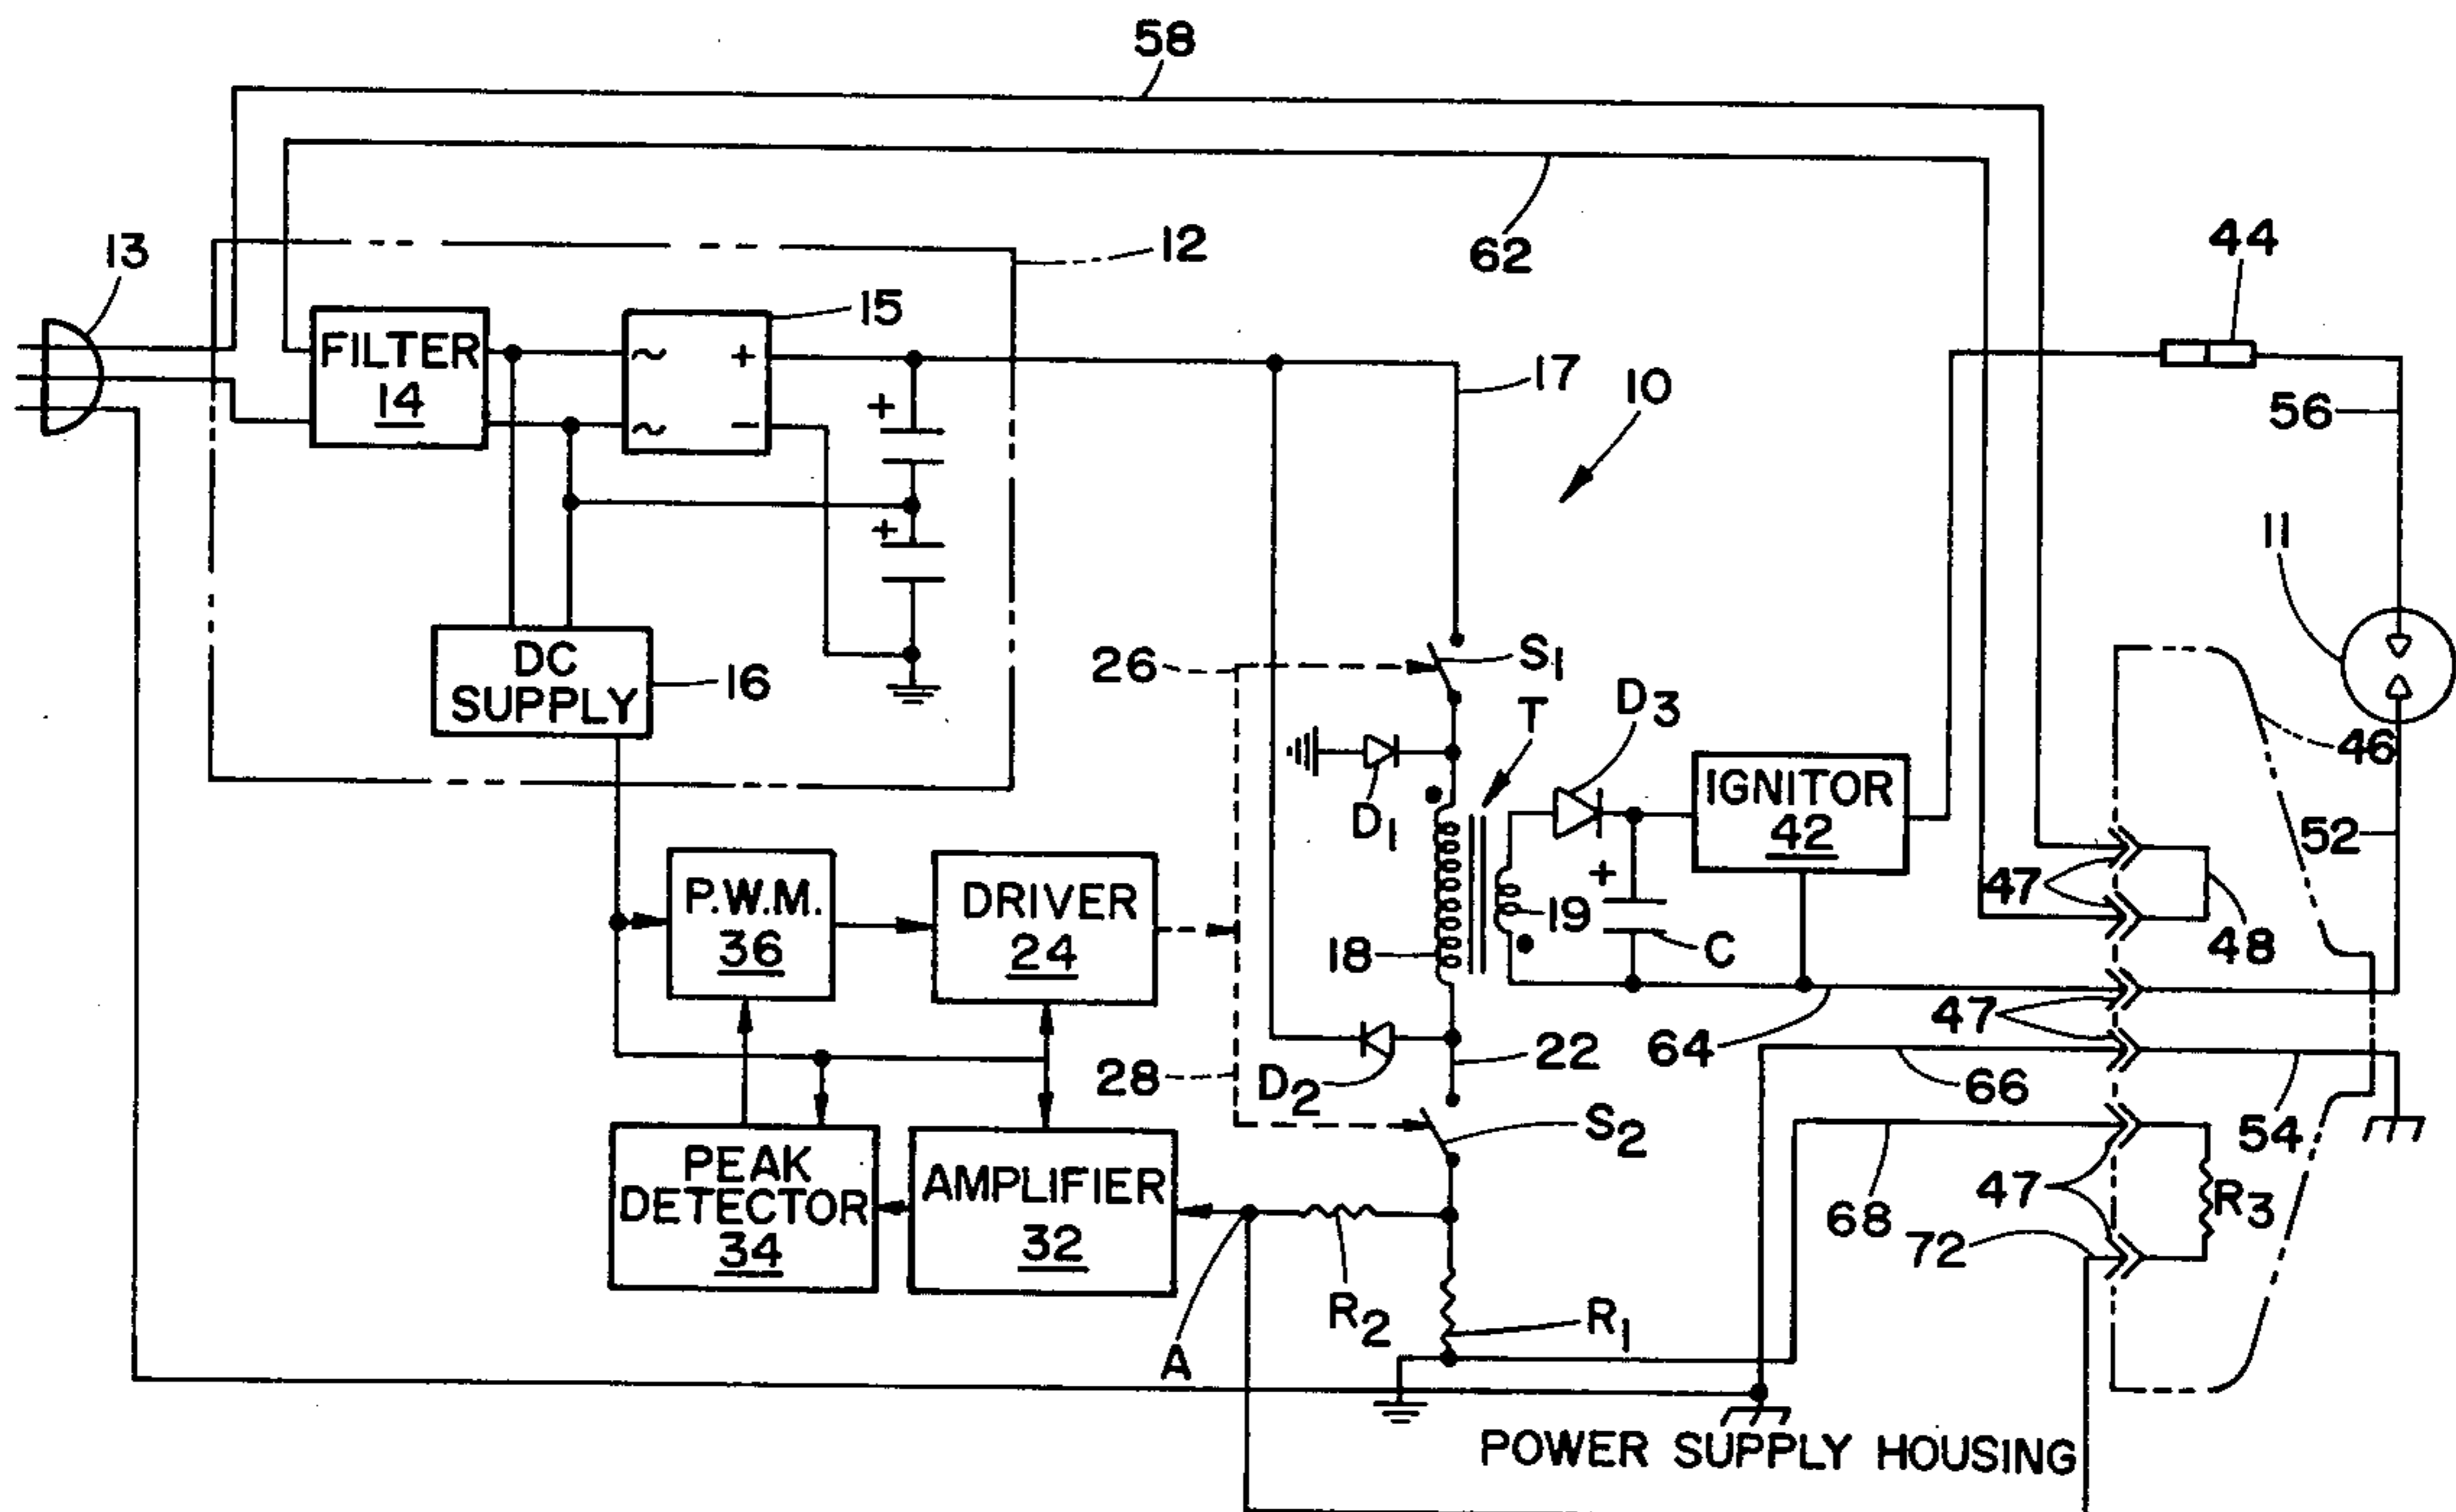 58
62
13
12
44
FILTER
14
15
~ +
~ −
+
+
17
10
56
11
DC
SUPPLY
16
26
S1
T
D3
D1
46
IGNITOR
42
52
47
48
P.W.M.
36
DRIVER
24
+
18
19
C
47
64
22
28
D2
66
54
S2
PEAK
DETECTOR
34
AMPLIFIER
32
47
68
72
R3
R2
R1
A
POWER SUPPLY HOUSING